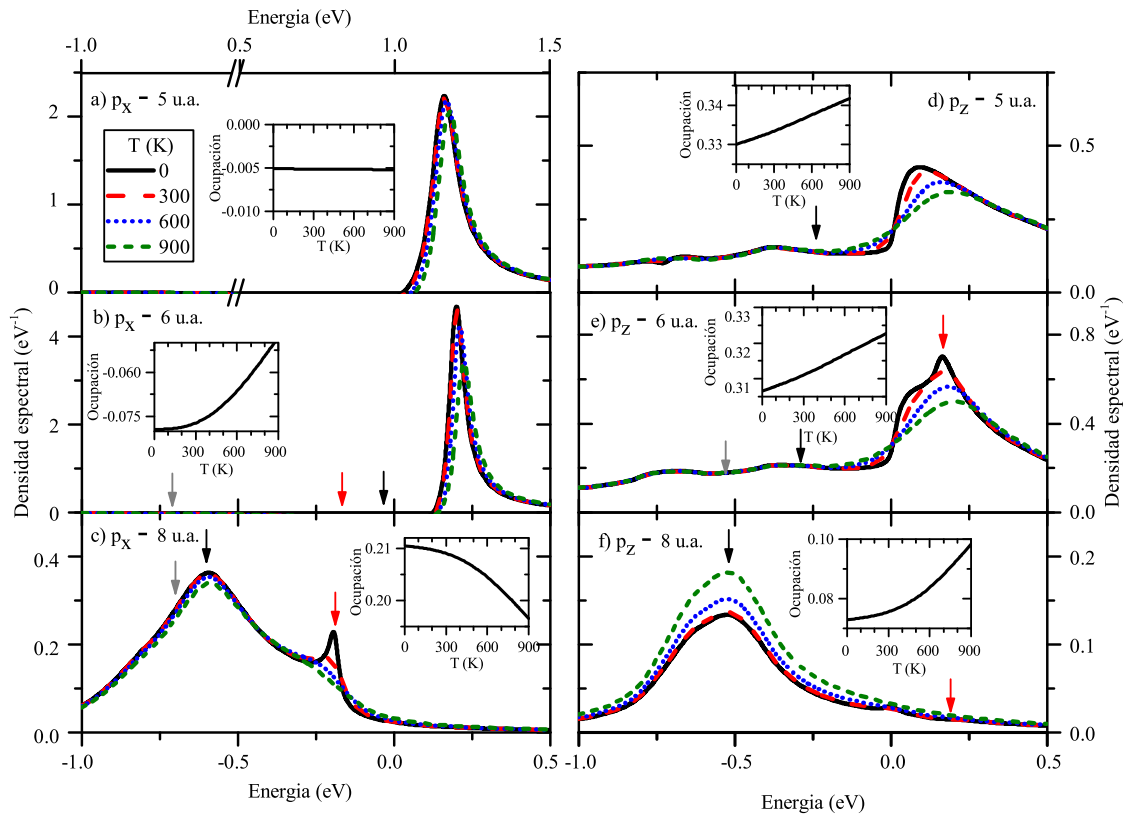 Energia (eV)
-1.0 0.5 1.0 1.5
a) pX - 5 u.a.
T (K)
0
300
600
900
0.000
-0.005
-0.010
Ocupación
0 300 600 900
T (K)
2
1
0
b) pX - 6 u.a.
Ocupación
-0.060
-0.075
0 300 600 900
T (K)
4
2
0
Densidad espectral (eV-1)
c) pX - 8 u.a.
Ocupación
0.21
0.20
0 300 600 900
T (K)
0.4
0.2
0.0
-1.0 -0.5 0.0 0.5
Energia (eV)
d) pZ - 5 u.a.
Ocupación
0.34
0.33
0 300 600 900
T (K)
0.5
0.0
e) pZ - 6 u.a.
Ocupación
0.33
0.32
0.31
0 300 600 900
T (K)
0.8
0.4
0.0
Densidad espectral (eV-1)
f) pZ - 8 u.a.
Ocupación
0.10
0.08
0 300 600 900
T (K)
0.2
0.1
0.0
-1.0 -0.5 0.0 0.5
Energia (eV)